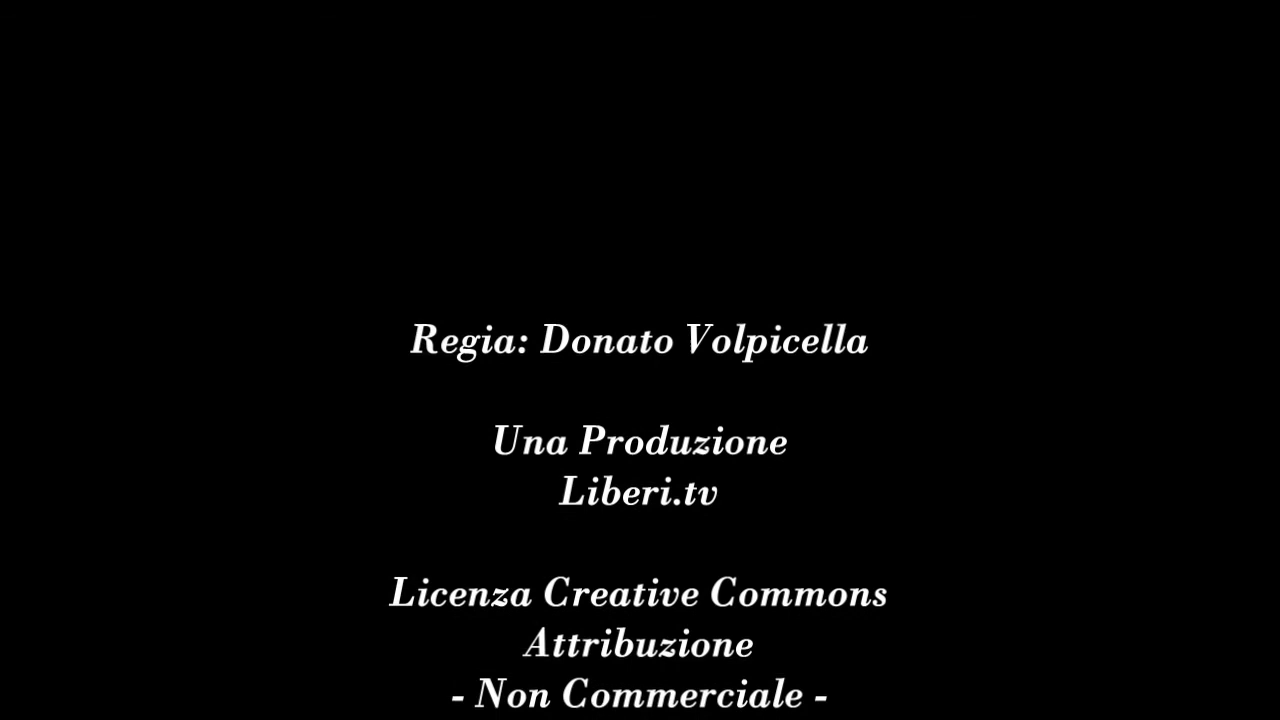 Regia: Donato Volpicella
Una Produzione
Liberi.tv
Licenza Creative Commons
Attribuzione
- Non Commerciale -